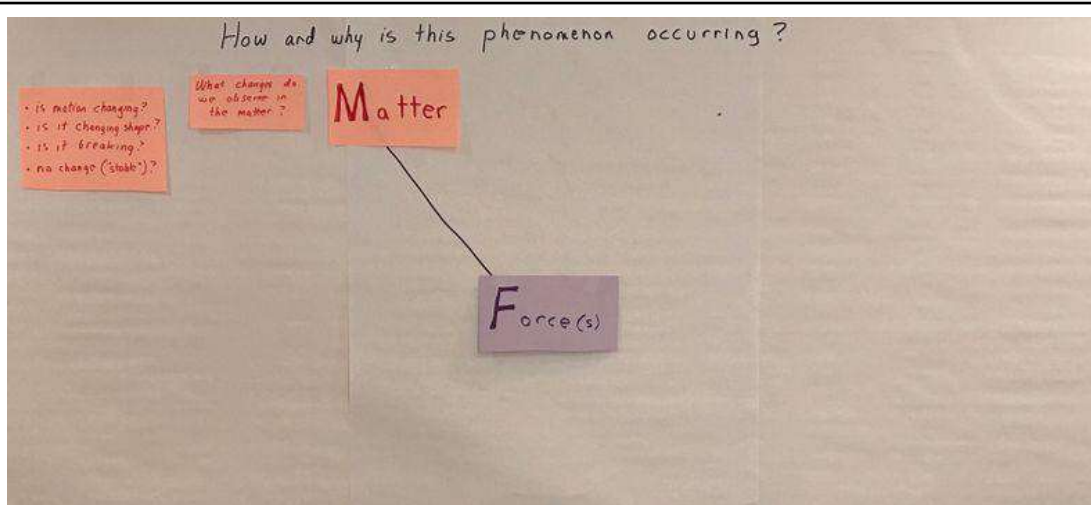 How and why is this phenomenon occurring?
• is motion changing?
• is it changing shape?
• is it breaking?
• no change ("stable")?
What changes do
we observe in
the matter?
Matter
Force(s)